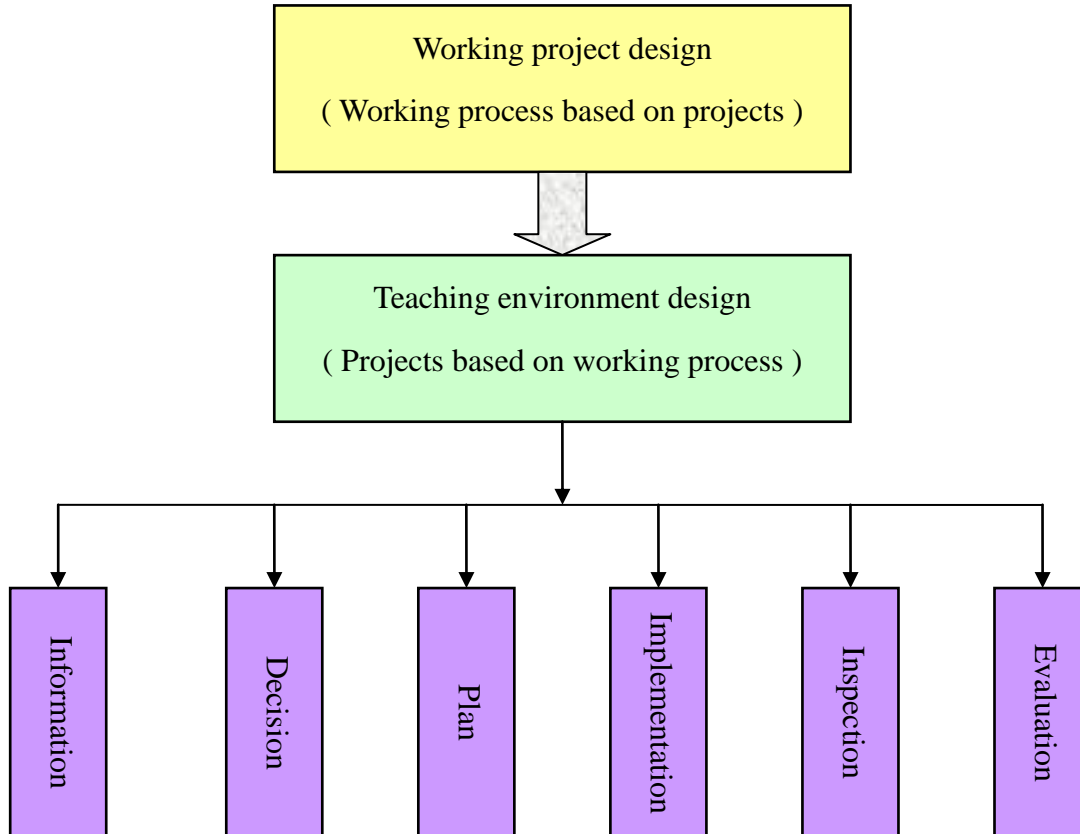 Working project design
( Working process based on projects )
Teaching environment design
( Projects based on working process )
Information
Decision
Plan
Implementation
Inspection
Evaluation